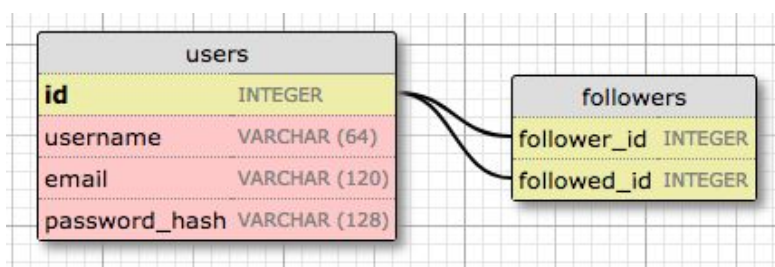 users
id INTEGER
username VARCHAR (64)
email VARCHAR (120)
password_hash VARCHAR (128)
followers
follower_id INTEGER
followed_id INTEGER